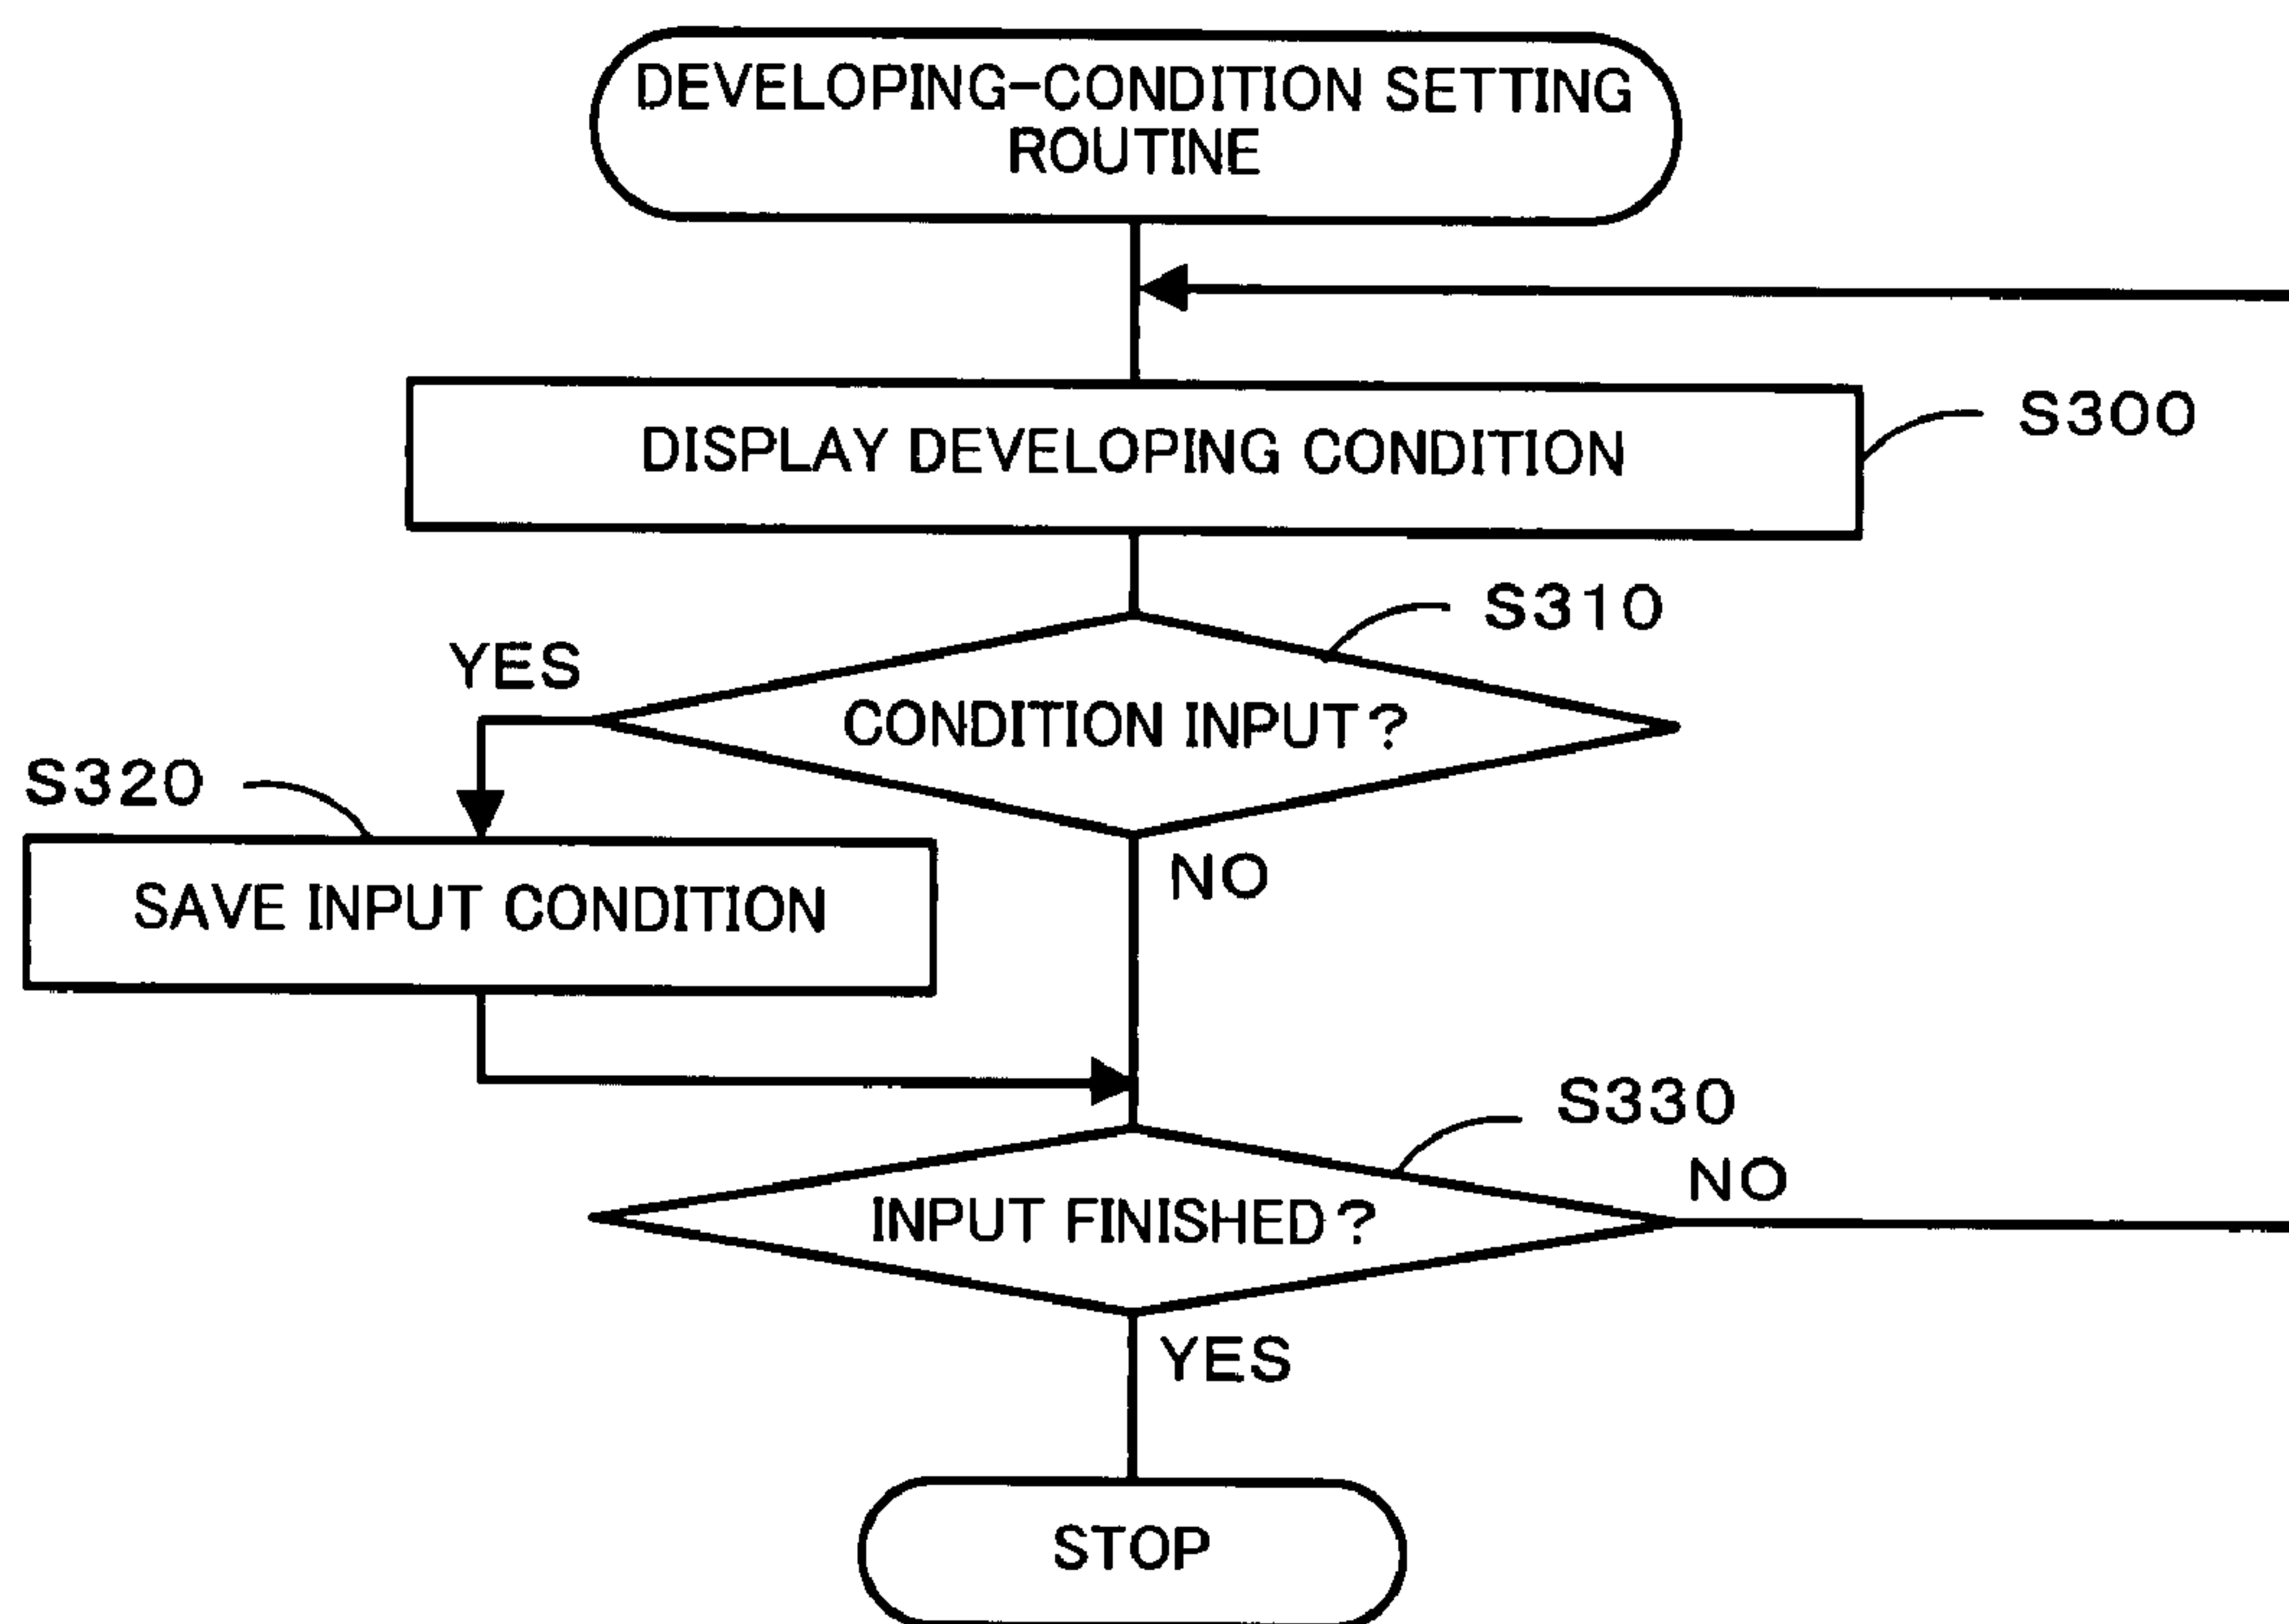 DEVELOPING-CONDITION SETTING
ROUTINE
DISPLAY DEVELOPING CONDITION
S300
S310
YES
CONDITION INPUT?
S320
NO
SAVE INPUT CONDITION
S330
NO
INPUT FINISHED?
YES
STOP